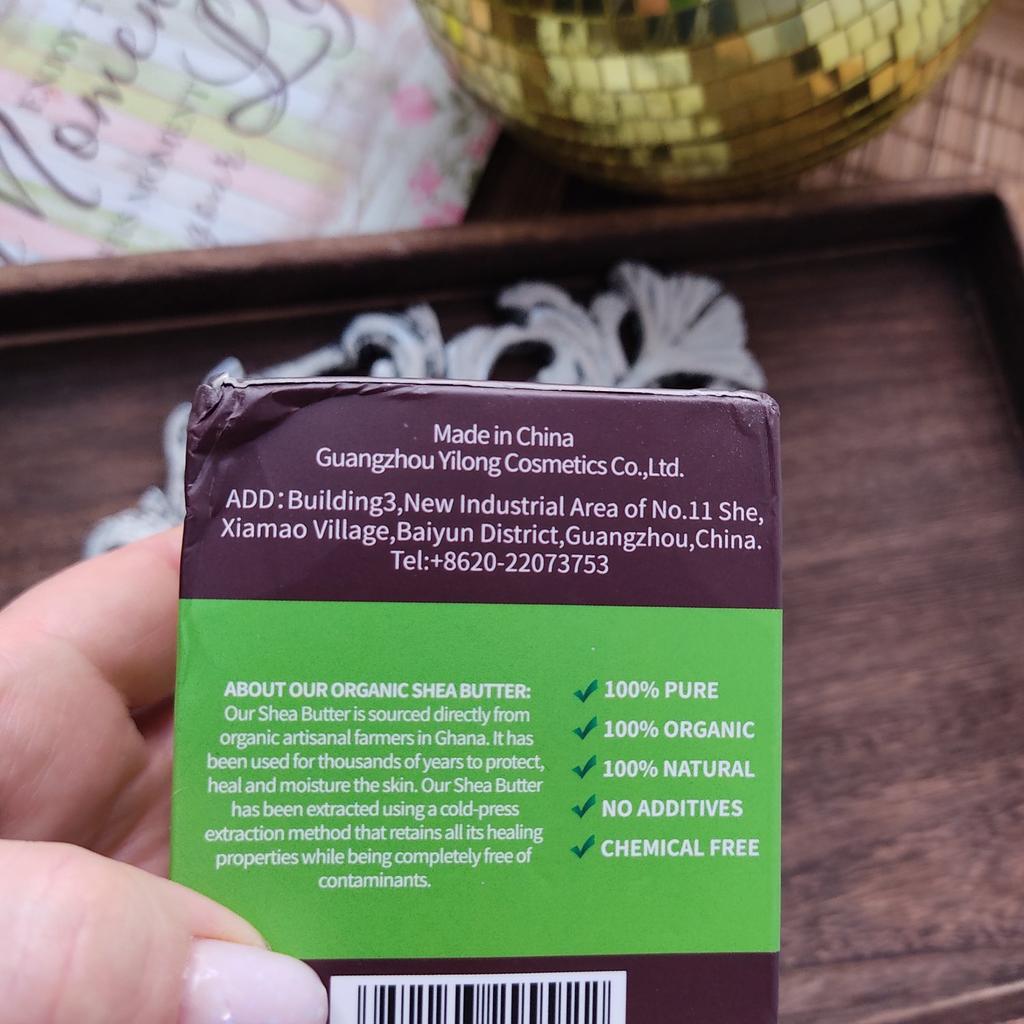 Made in China
Guangzhou Yilong Cosmetics Co.,Ltd.
ADD:Building3,New Industrial Area of No.11 She,
Xiamao Village,Baiyun District,Guangzhou,China.
Tel:+8620-22073753
ABOUT OUR ORGANIC SHEA BUTTER:
Our Shea Butter is sourced directly from
organic artisanal farmers in Ghana. It has
been used for thousands of years to protect,
heal and moisture the skin. Our Shea Butter
has been extracted using a cold-press
extraction method that retains all its healing
properties while being completely free of
contaminants.
100% PURE
100% ORGANIC
100% NATURAL
NO ADDITIVES
CHEMICAL FREE